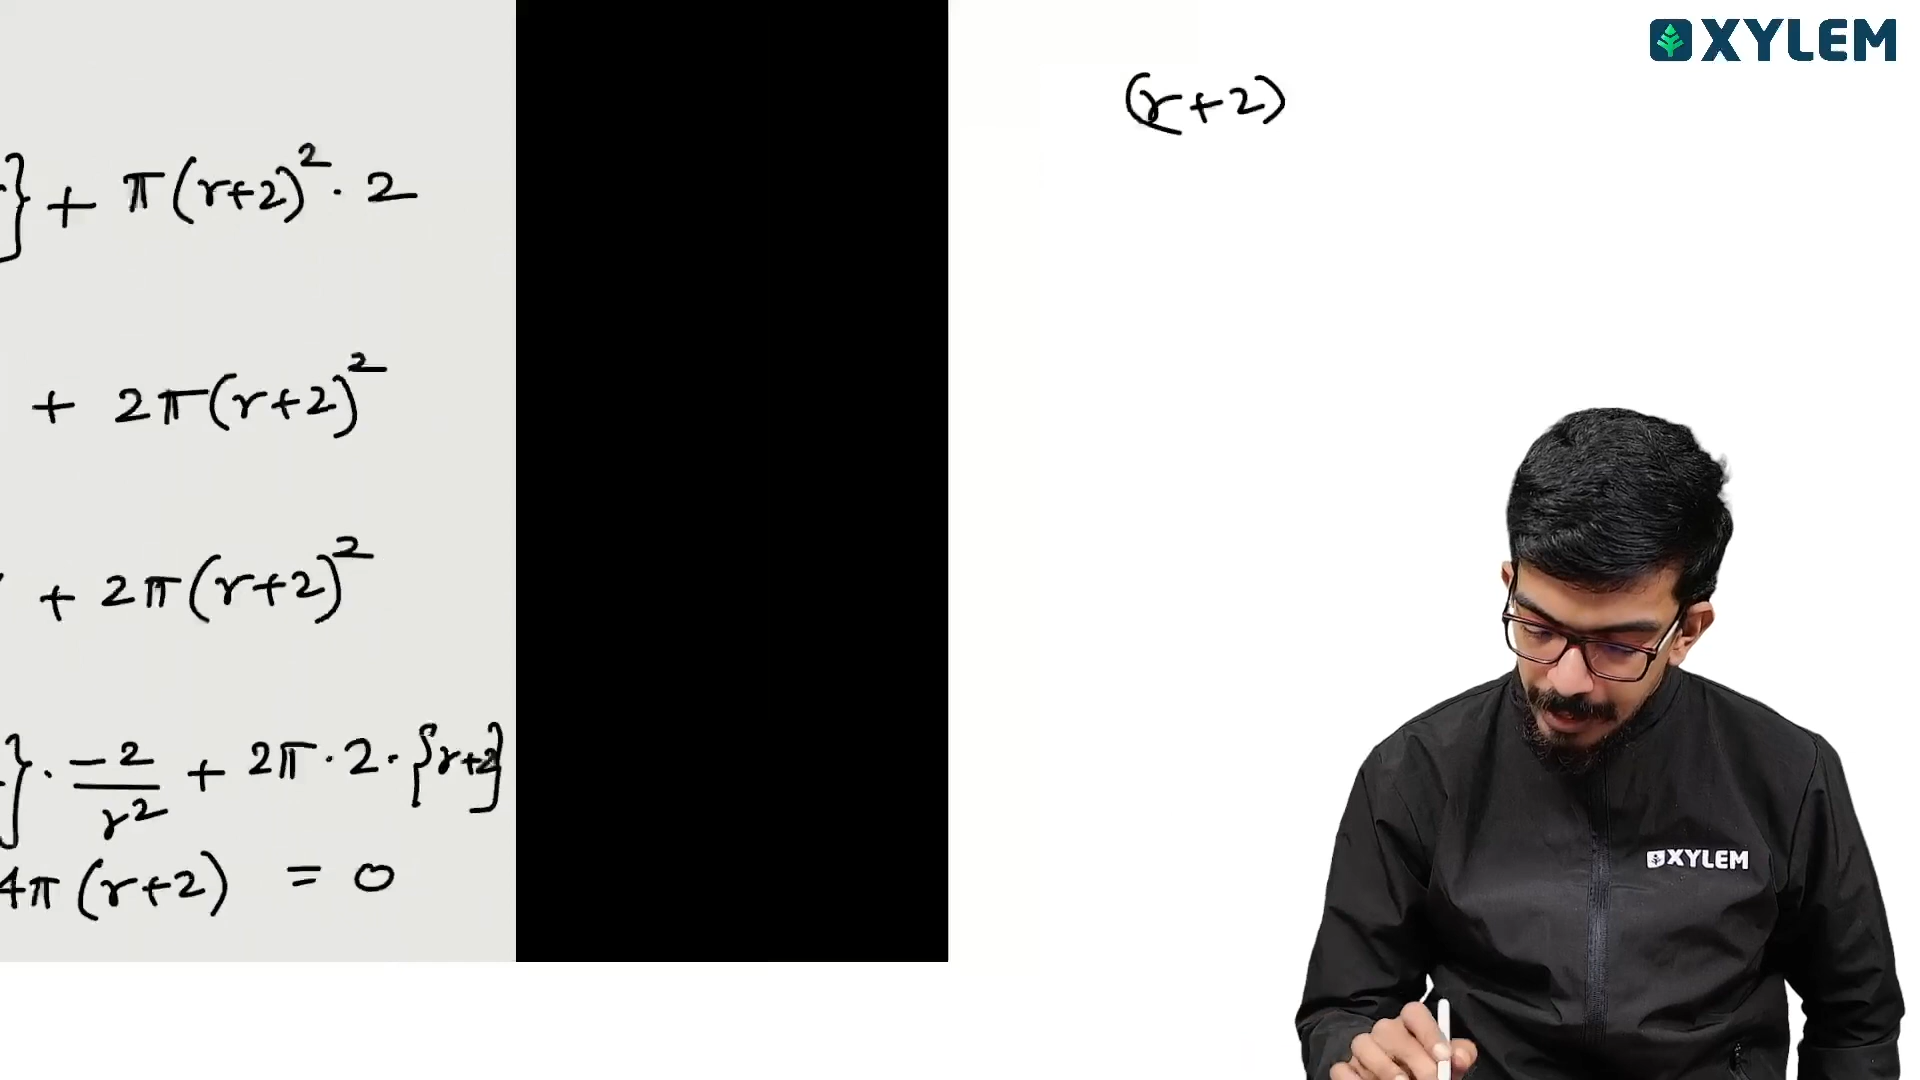 XYLEM
(r+2)
} + π(r+2)² · 2
+ 2π(r+2)²
+ 2π(r+2)²
} · -2/r² + 2π · 2 · {r+2}
4π (r+2) = 0
XYLEM